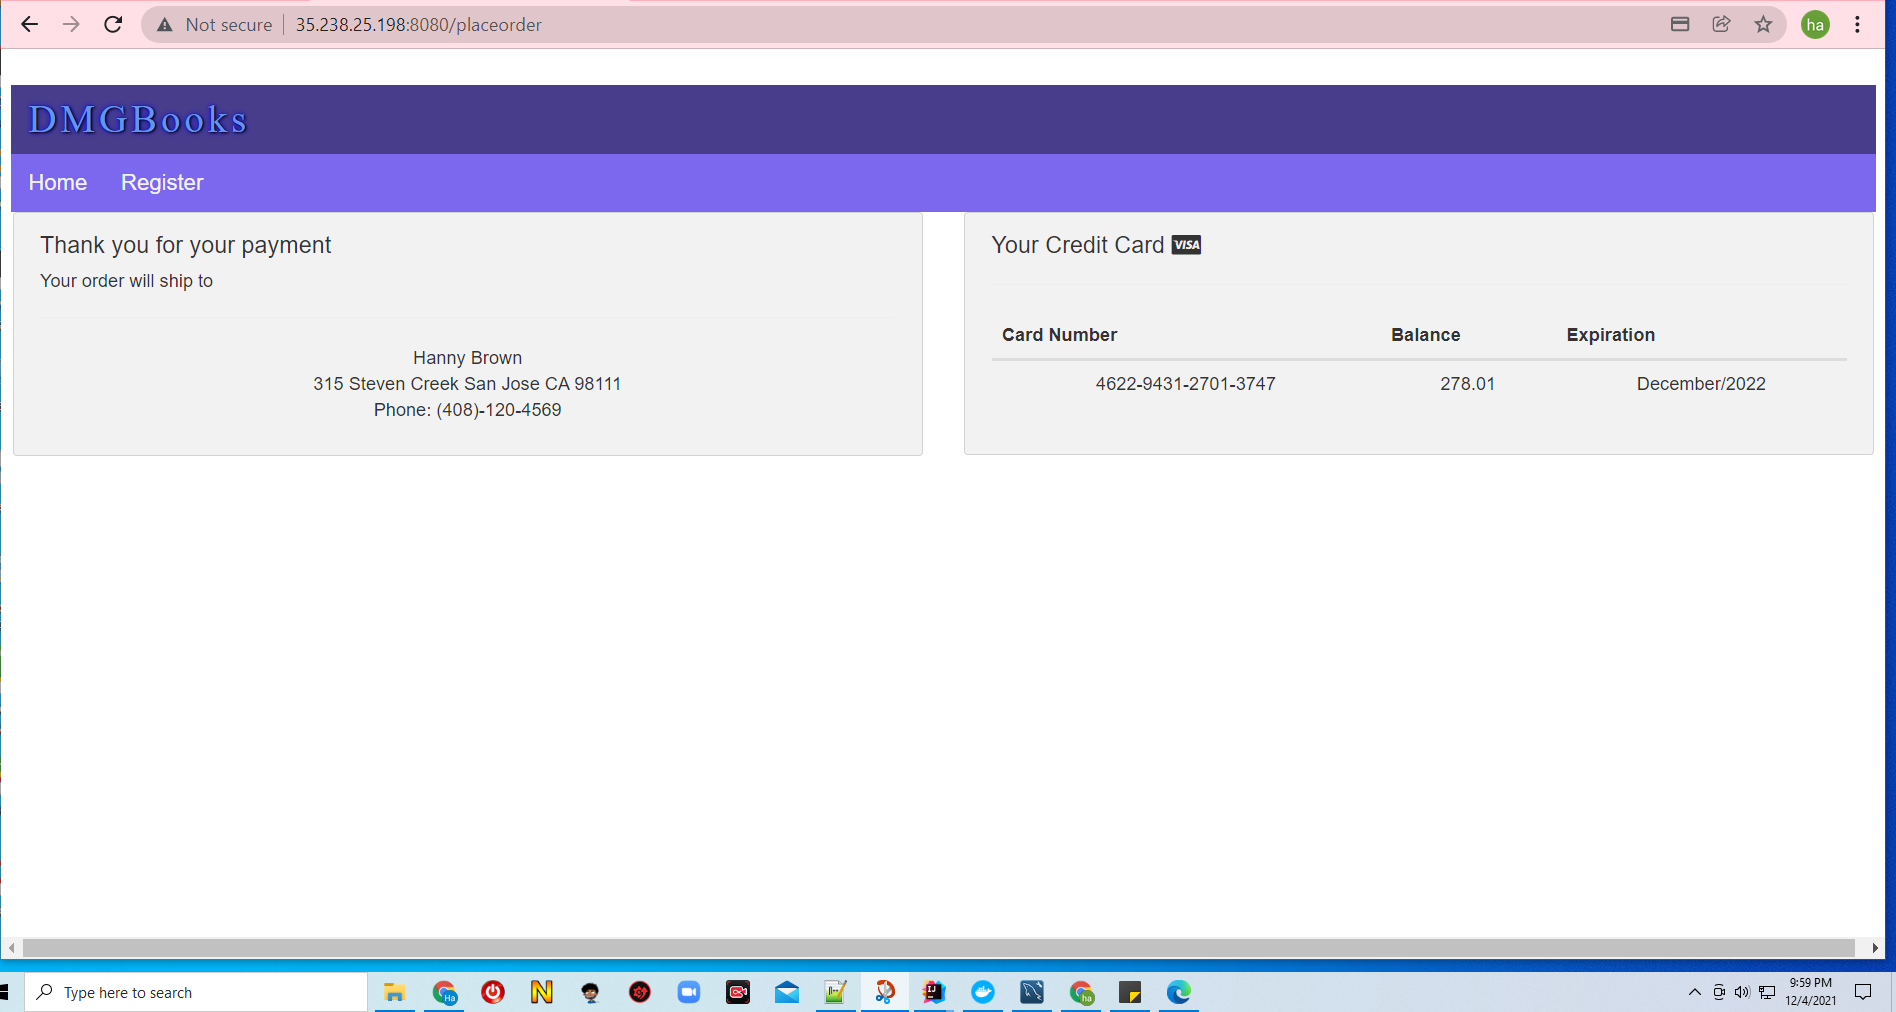 Not secure
35.238.25.198:8080/placeorder
ha
DMGBooks
Home Register
Thank you for your payment
Your order will ship to
Hanny Brown
315 Steven Creek San Jose CA 98111
Phone: (408)-120-4569
Your Credit Card VISA
Card Number Balance Expiration
4622-9431-2701-3747 278.01 December/2022
Type here to search
Ha
N
IJ
ha
9:59 PM
12/4/2021